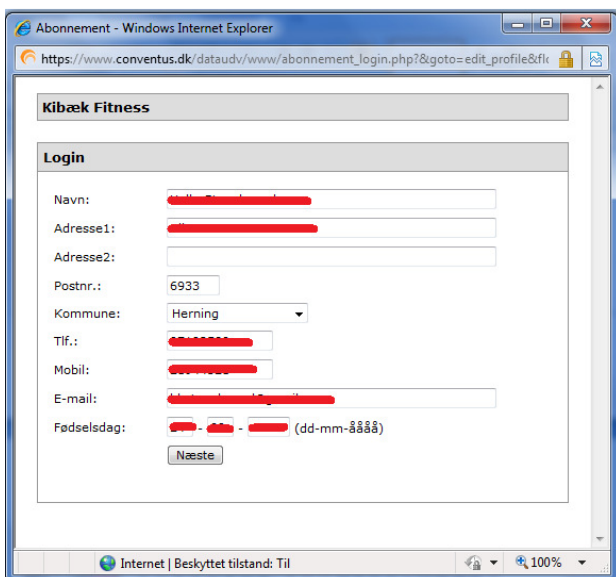 Abonnement - Windows Internet Explorer
https://www.conventus.dk/dataudv/www/abonnement_login.php?&goto=edit_profile&flo
Kibæk Fitness
Login
Navn:
Adresse1:
Adresse2:
Postnr.: 6933
Kommune: Herning
Tlf.:
Mobil:
E-mail:
Fødselsdag: - - (dd-mm-åååå)
Næste
Internet | Beskyttet tilstand: Til 100%